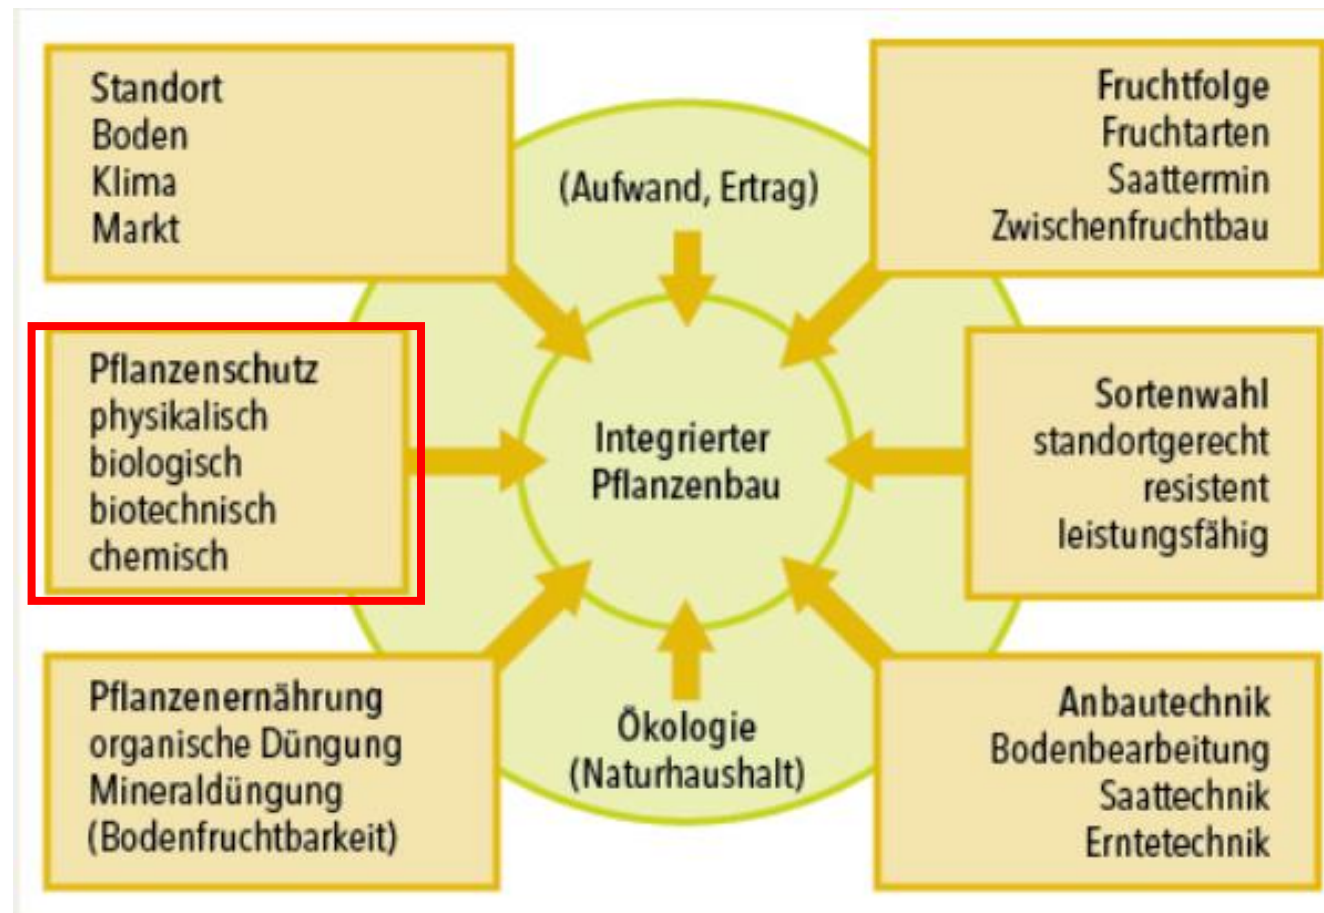 Standort
Boden
Klima
Markt
(Aufwand, Ertrag)
Fruchtfolge
Fruchtarten
Saattermin
Zwischenfruchtbau
Pflanzenschutz
physikalisch
biologisch
biotechnisch
chemisch
Integrierter
Pflanzenbau
Sortenwahl
standortgerecht
resistent
leistungsfähig
Pflanzenernährung
organische Düngung
Mineraldüngung
(Bodenfruchtbarkeit)
Ökologie
(Naturhaushalt)
Anbautechnik
Bodenbearbeitung
Saattechnik
Erntetechnik